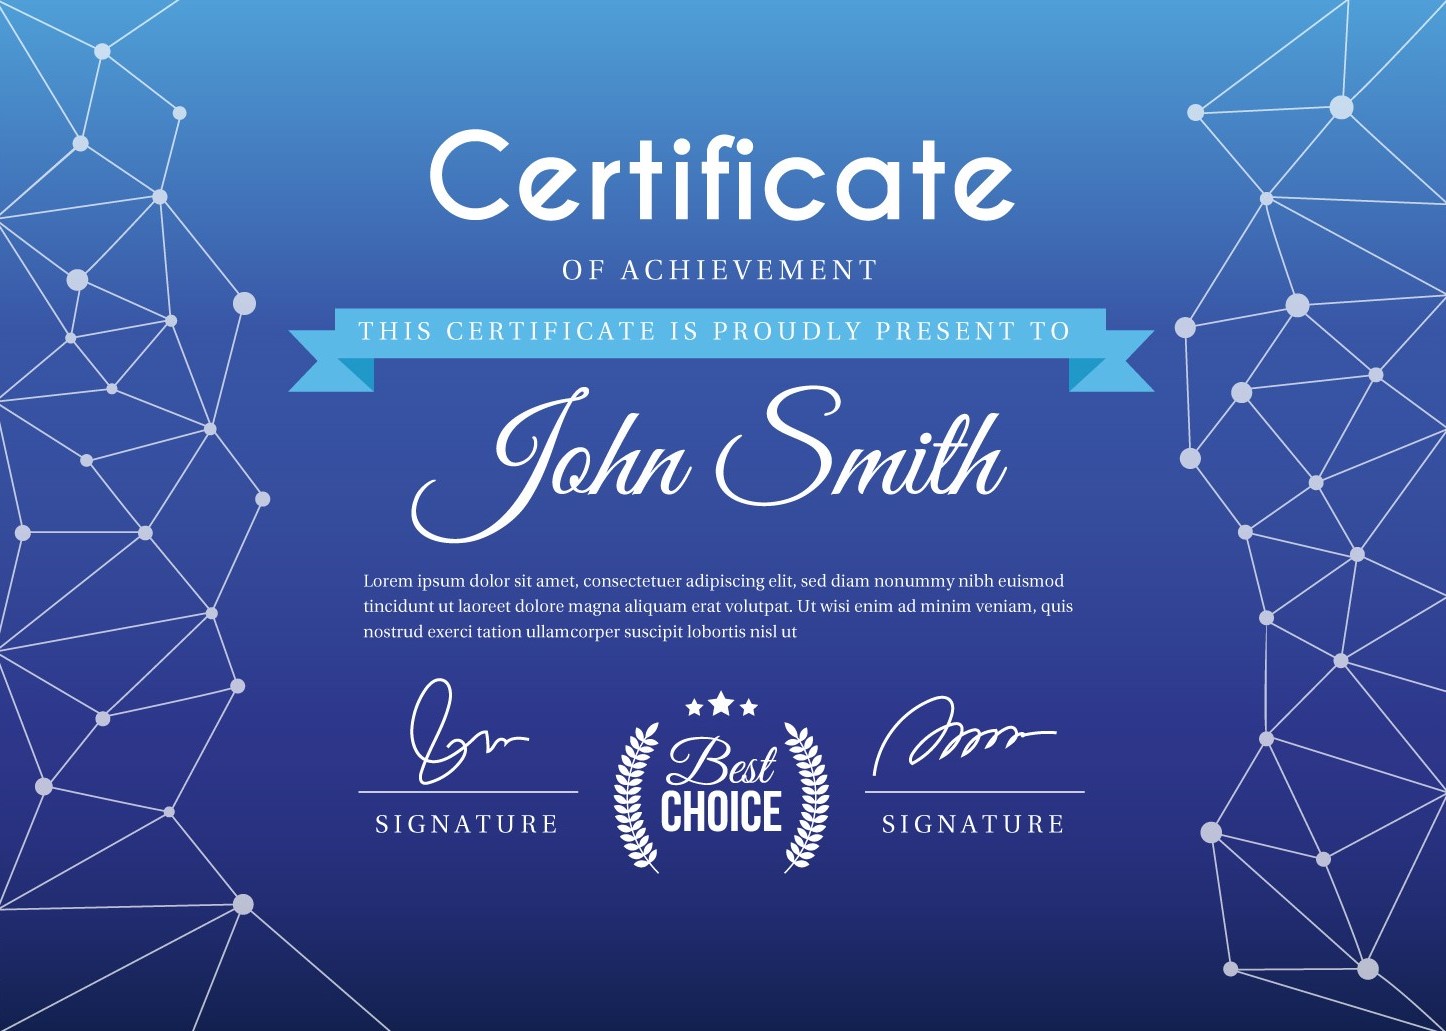 Certificate
OF ACHIEVEMENT
THIS CERTIFICATE IS PROUDLY PRESENT TO
John Smith
Lorem ipsum dolor sit amet, consectetuer adipiscing elit, sed diam nonummy nibh euismod
tincidunt ut laoreet dolore magna aliquam erat volutpat. Ut wisi enim ad minim veniam, quis
nostrud exerci tation ullamcorper suscipit lobortis nisl ut
Best
CHOICE
SIGNATURE
SIGNATURE